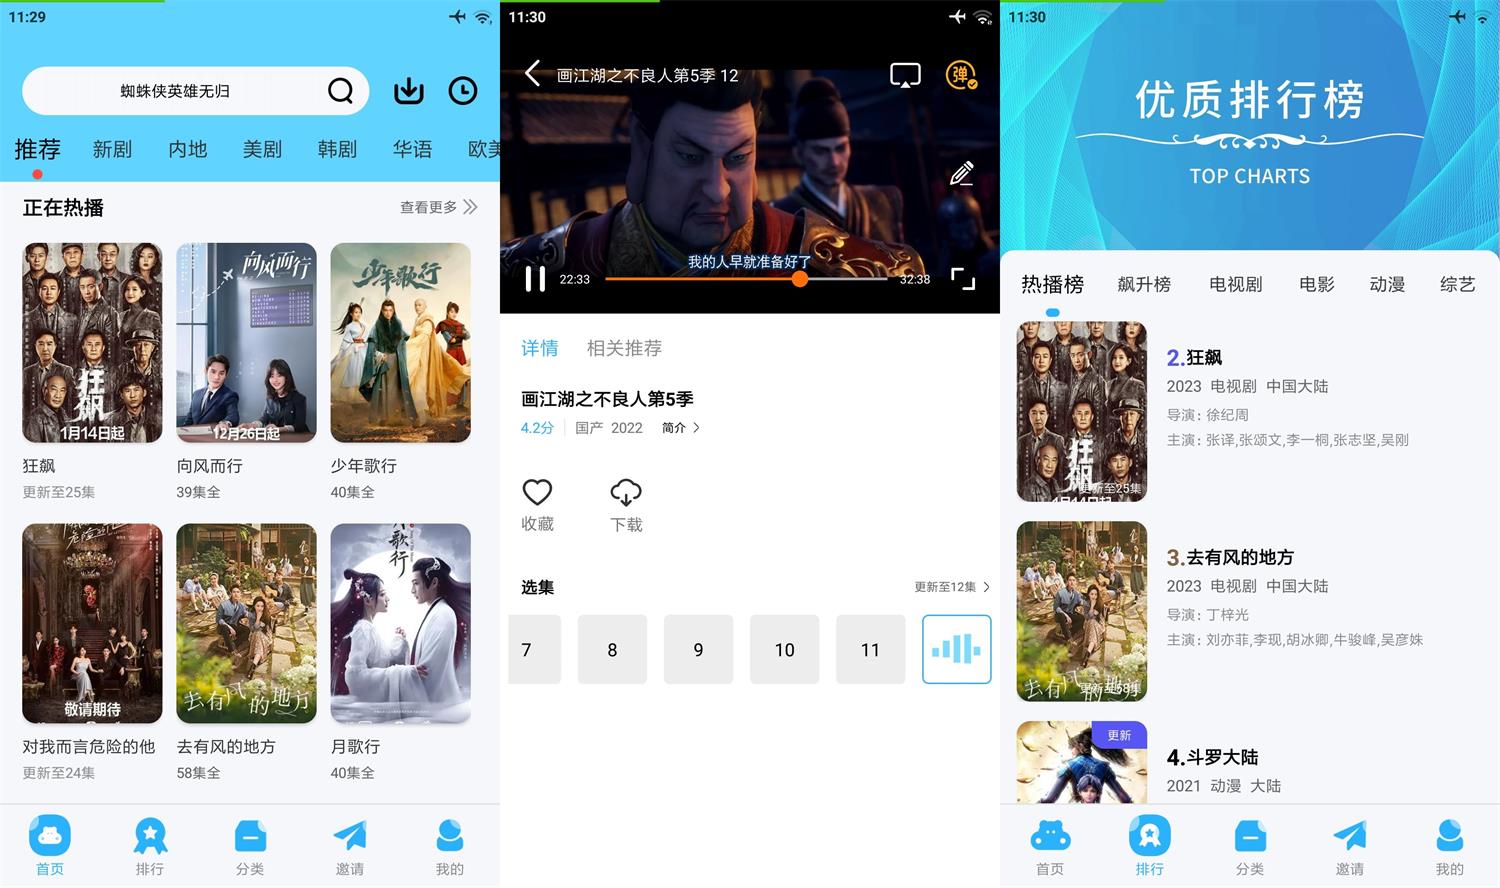 11:29
蜘蛛侠英雄无归
推荐 新剧 内地 美剧 韩剧 华语 欧美
正在热播 查看更多
狂飙
1月14日起
向风而行
12月26日起
少年歌行
狂飙 向风而行 少年歌行
更新至25集 39集全 40集全
敬请期待
去有风的地方
月歌行
对我而言危险的他 去有风的地方 月歌行
更新至24集 58集全 40集全
首页 排行 分类 邀请 我的
11:30
画江湖之不良人第5季 12
弹
我的人早就准备好了
22:33 32:38
详情 相关推荐
画江湖之不良人第5季
4.2分 国产 2022 简介
收藏 下载
选集 更新至12集
7 8 9 10 11
11:30
优质排行榜
TOP CHARTS
热播榜 飙升榜 电视剧 电影 动漫 综艺
狂飙
更新至25集
1月14日起
2.狂飙
2023 电视剧 中国大陆
导演: 徐纪周
主演: 张译,张颂文,李一桐,张志坚,吴刚
去有风的地方
更新至58集
3.去有风的地方
2023 电视剧 中国大陆
导演: 丁梓光
主演: 刘亦菲,李现,胡冰卿,牛骏峰,吴彦姝
更新
4.斗罗大陆
2021 动漫 大陆
首页 排行 分类 邀请 我的